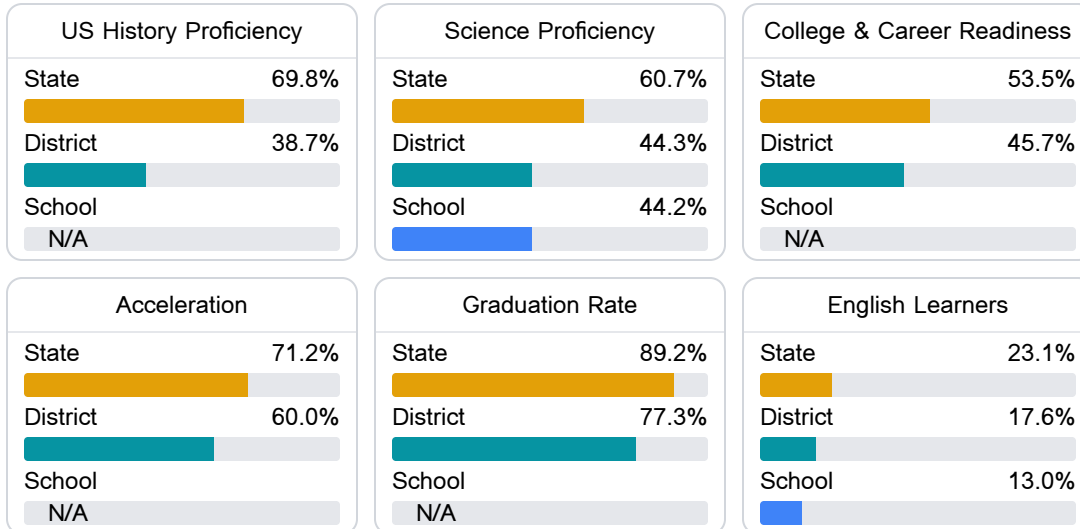 US History Proficiency
State 69.8%
District 38.7%
School
N/A
Science Proficiency
State 60.7%
District 44.3%
School 44.2%
College & Career Readiness
State 53.5%
District 45.7%
School
N/A
Acceleration
State 71.2%
District 60.0%
School
N/A
Graduation Rate
State 89.2%
District 77.3%
School
N/A
English Learners
State 23.1%
District 17.6%
School 13.0%